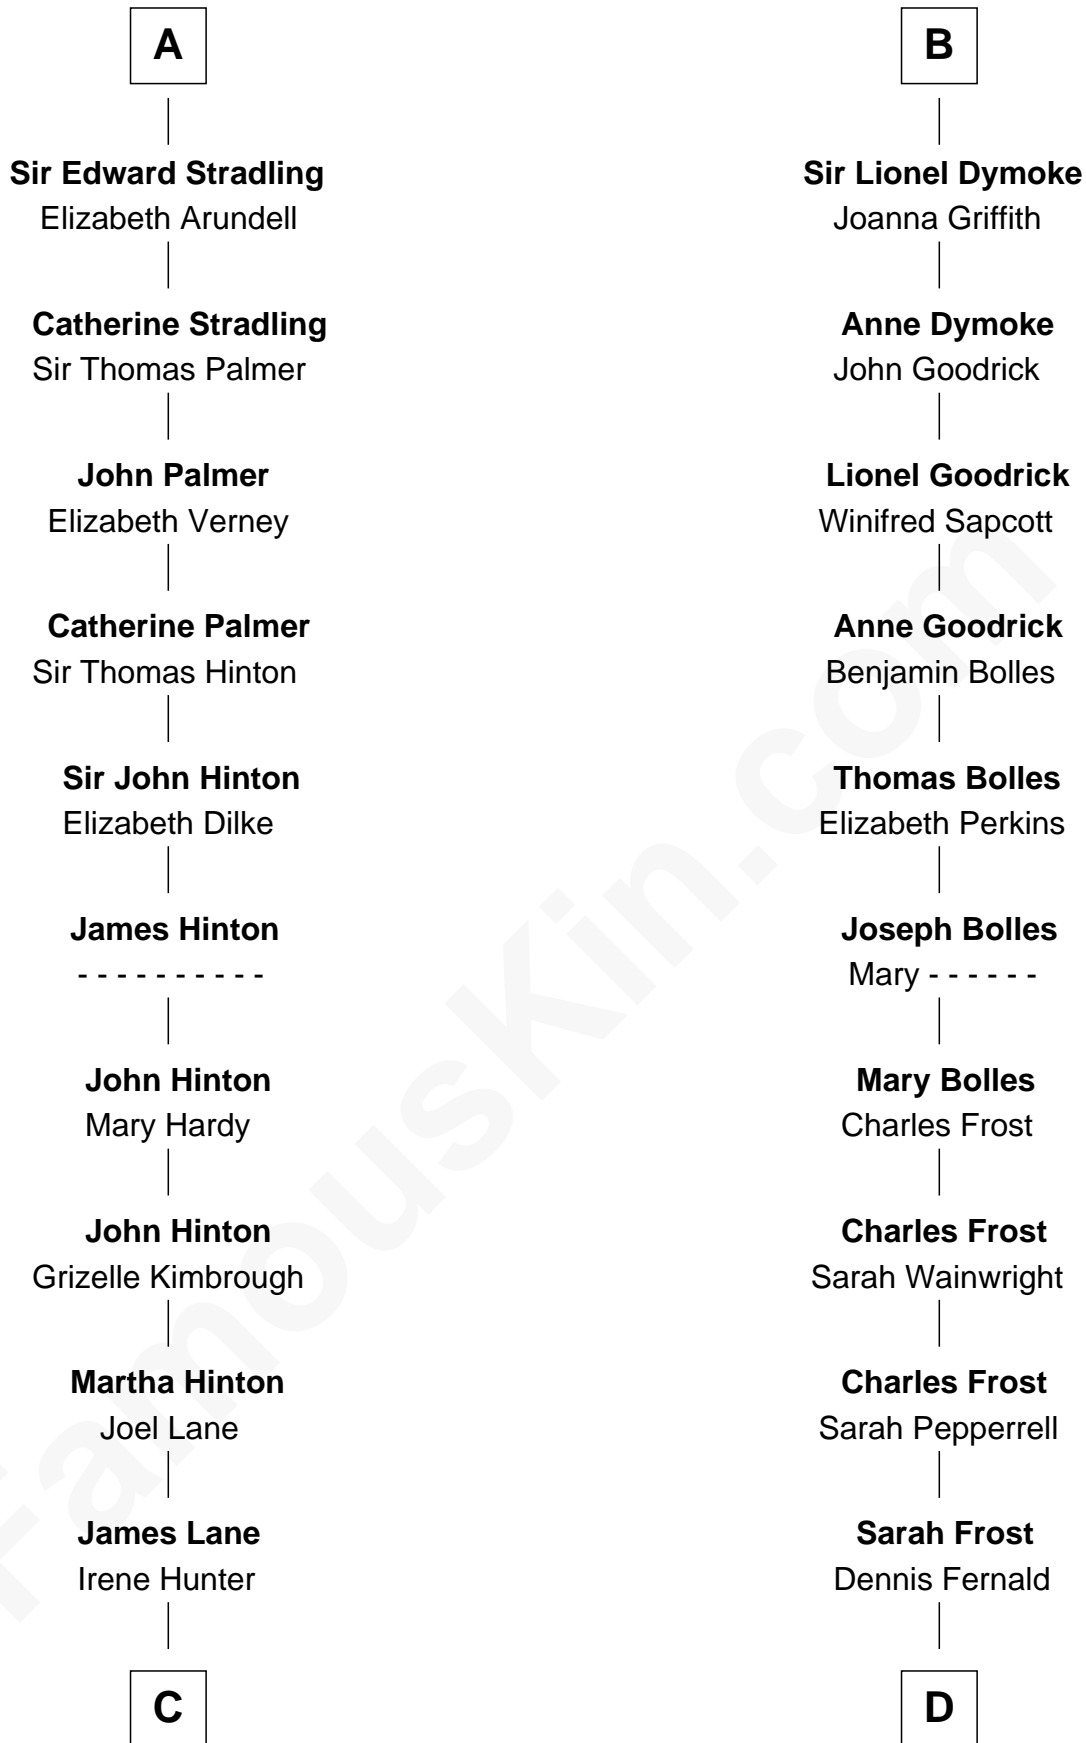 A
Sir Edward Stradling
Elizabeth Arundell
Catherine Stradling
Sir Thomas Palmer
John Palmer
Elizabeth Verney
Catherine Palmer
Sir Thomas Hinton
Sir John Hinton
Elizabeth Dilke
James Hinton
- - - - - - - - - -
John Hinton
Mary Hardy
John Hinton
Grizelle Kimbrough
Martha Hinton
Joel Lane
James Lane
Irene Hunter
C
B
Sir Lionel Dymoke
Joanna Griffith
Anne Dymoke
John Goodrick
Lionel Goodrick
Winifred Sapcott
Anne Goodrick
Benjamin Bolles
Thomas Bolles
Elizabeth Perkins
Joseph Bolles
Mary - - - - - -
Mary Bolles
Charles Frost
Charles Frost
Sarah Wainwright
Charles Frost
Sarah Pepperrell
Sarah Frost
Dennis Fernald
D
FamousKin.com